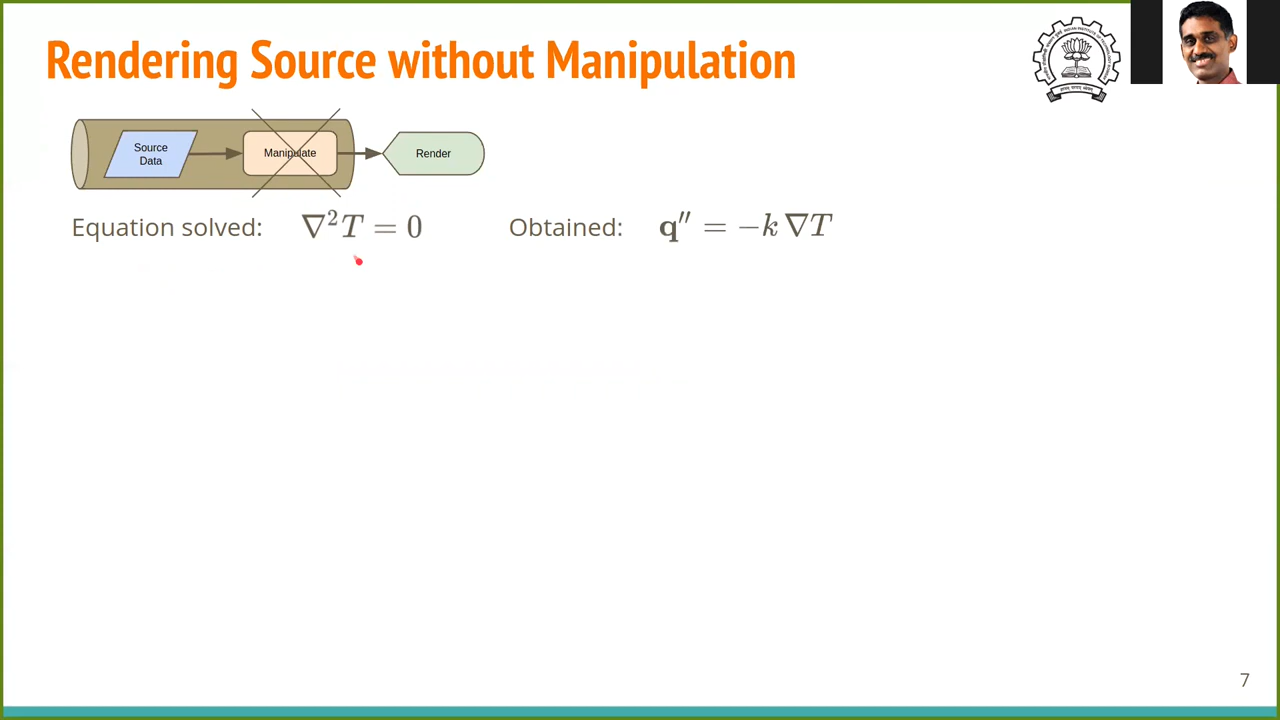 Rendering Source without Manipulation
Source
Data
Manipulate
Render
Equation solved: ∇²T = 0 Obtained: q″ = −k ∇T
7